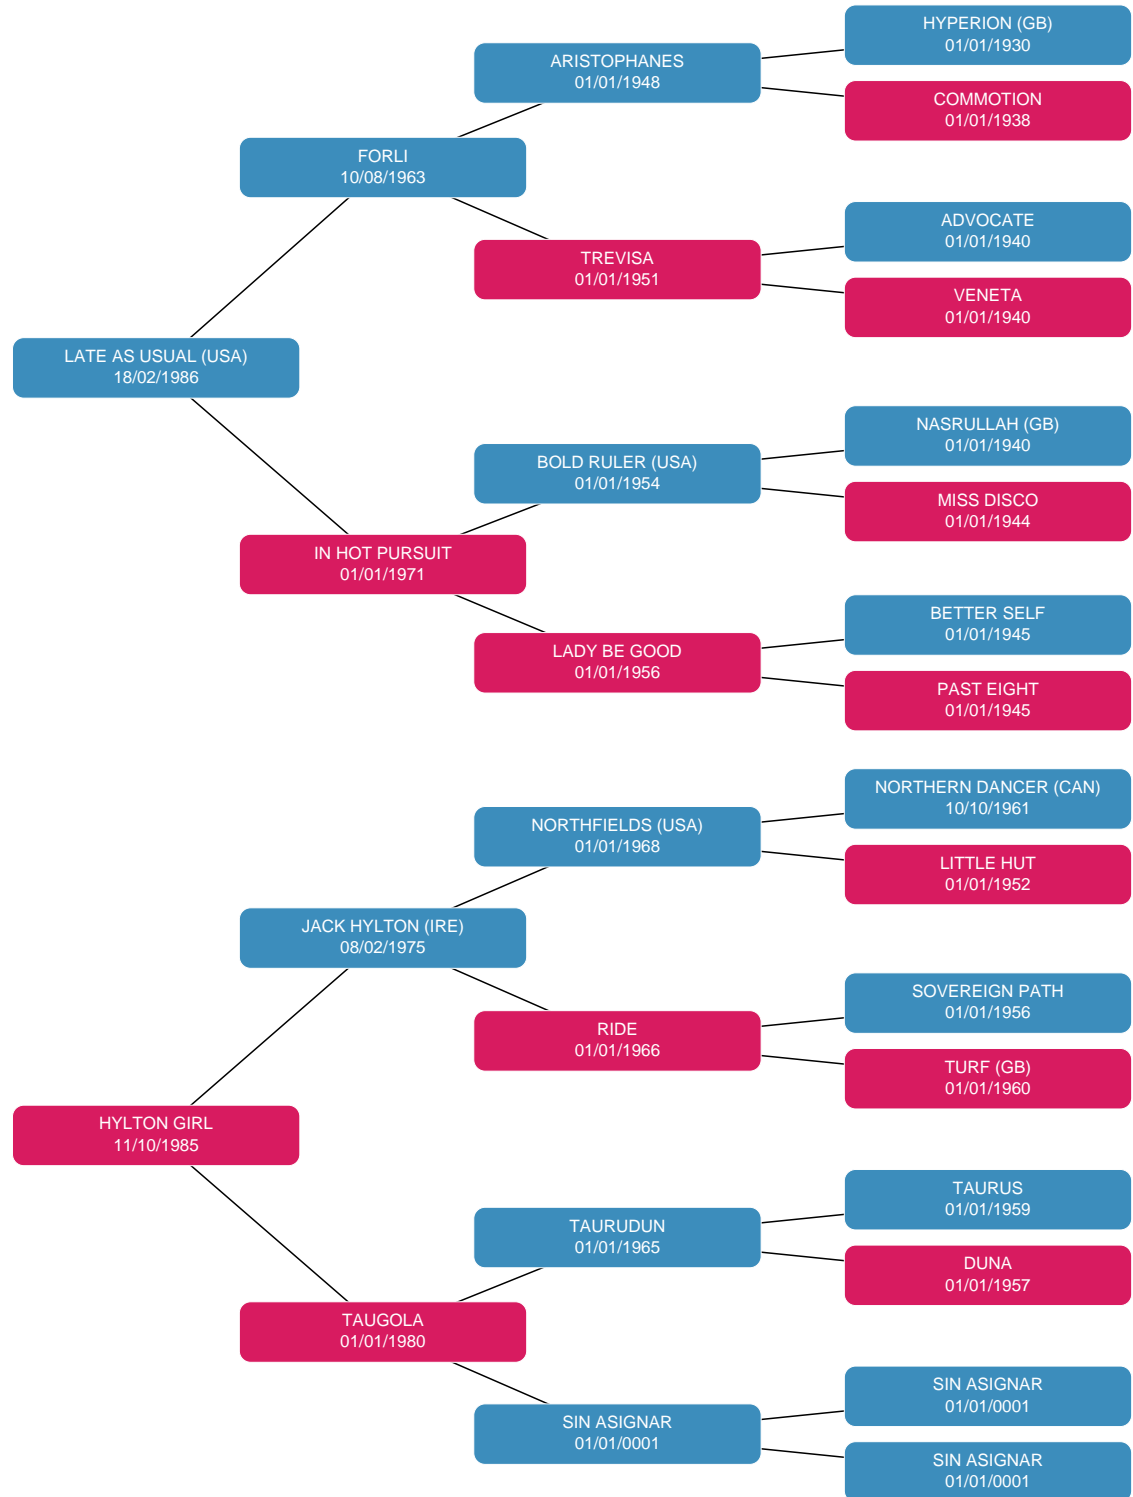 HYPERION (GB)
01/01/1930
ARISTOPHANES
01/01/1948
COMMOTION
01/01/1938
FORLI
10/08/1963
ADVOCATE
01/01/1940
TREVISA
01/01/1951
VENETA
01/01/1940
LATE AS USUAL (USA)
18/02/1986
NASRULLAH (GB)
01/01/1940
BOLD RULER (USA)
01/01/1954
MISS DISCO
01/01/1944
IN HOT PURSUIT
01/01/1971
BETTER SELF
01/01/1945
LADY BE GOOD
01/01/1956
PAST EIGHT
01/01/1945
NORTHERN DANCER (CAN)
10/10/1961
NORTHFIELDS (USA)
01/01/1968
LITTLE HUT
01/01/1952
JACK HYLTON (IRE)
08/02/1975
SOVEREIGN PATH
01/01/1956
RIDE
01/01/1966
TURF (GB)
01/01/1960
HYLTON GIRL
11/10/1985
TAURUS
01/01/1959
TAURUDUN
01/01/1965
DUNA
01/01/1957
TAUGOLA
01/01/1980
SIN ASIGNAR
01/01/0001
SIN ASIGNAR
01/01/0001
SIN ASIGNAR
01/01/0001